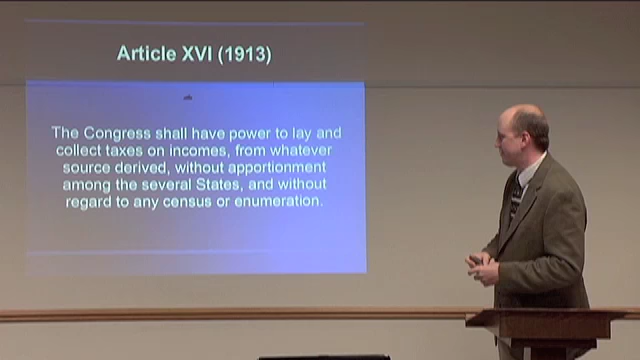 Article XVI (1913)
The Congress shall have power to lay and
collect taxes on incomes, from whatever
source derived, without apportionment
among the several States, and without
regard to any census or enumeration.